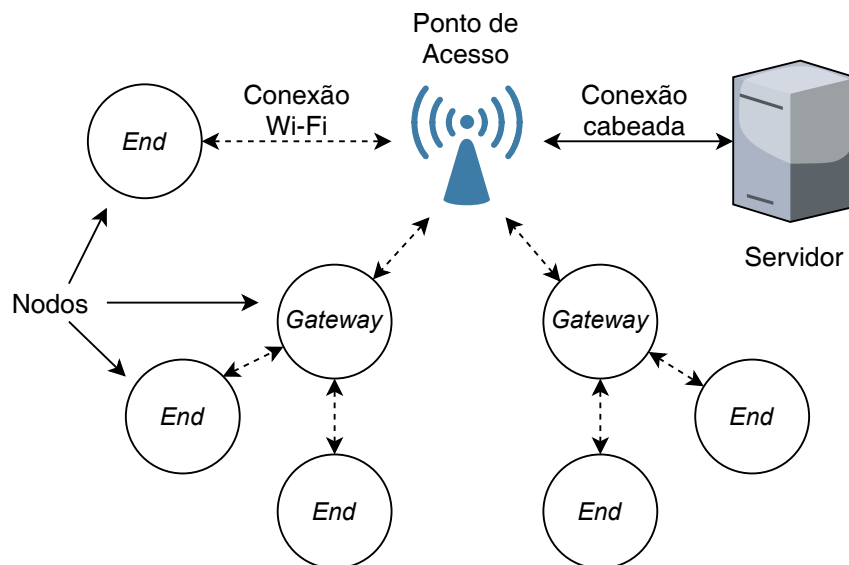 Ponto de
Acesso
End
Conexão
Wi-Fi
Conexão
cabeada
Servidor
Nodos
Gateway
Gateway
End
End
End
End